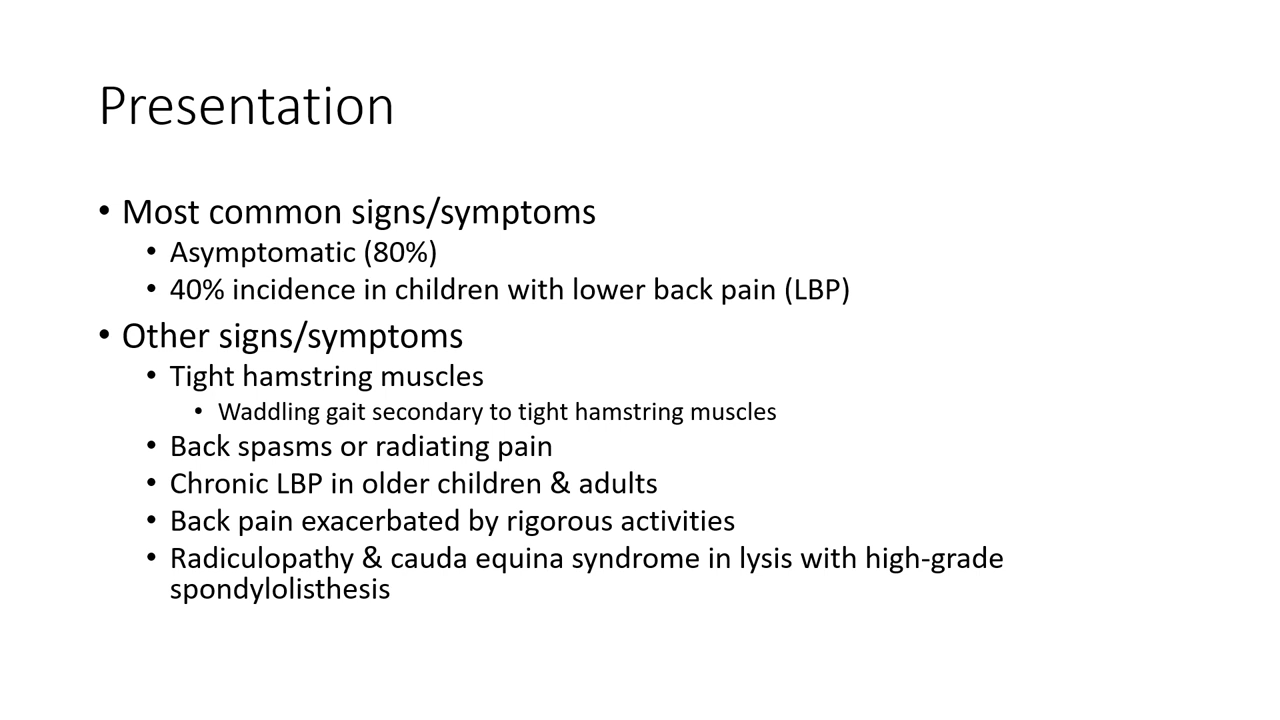 Presentation
• Most common signs/symptoms
• Asymptomatic (80%)
• 40% incidence in children with lower back pain (LBP)
• Other signs/symptoms
• Tight hamstring muscles
• Waddling gait secondary to tight hamstring muscles
• Back spasms or radiating pain
• Chronic LBP in older children & adults
• Back pain exacerbated by rigorous activities
• Radiculopathy & cauda equina syndrome in lysis with high-grade
spondylolisthesis